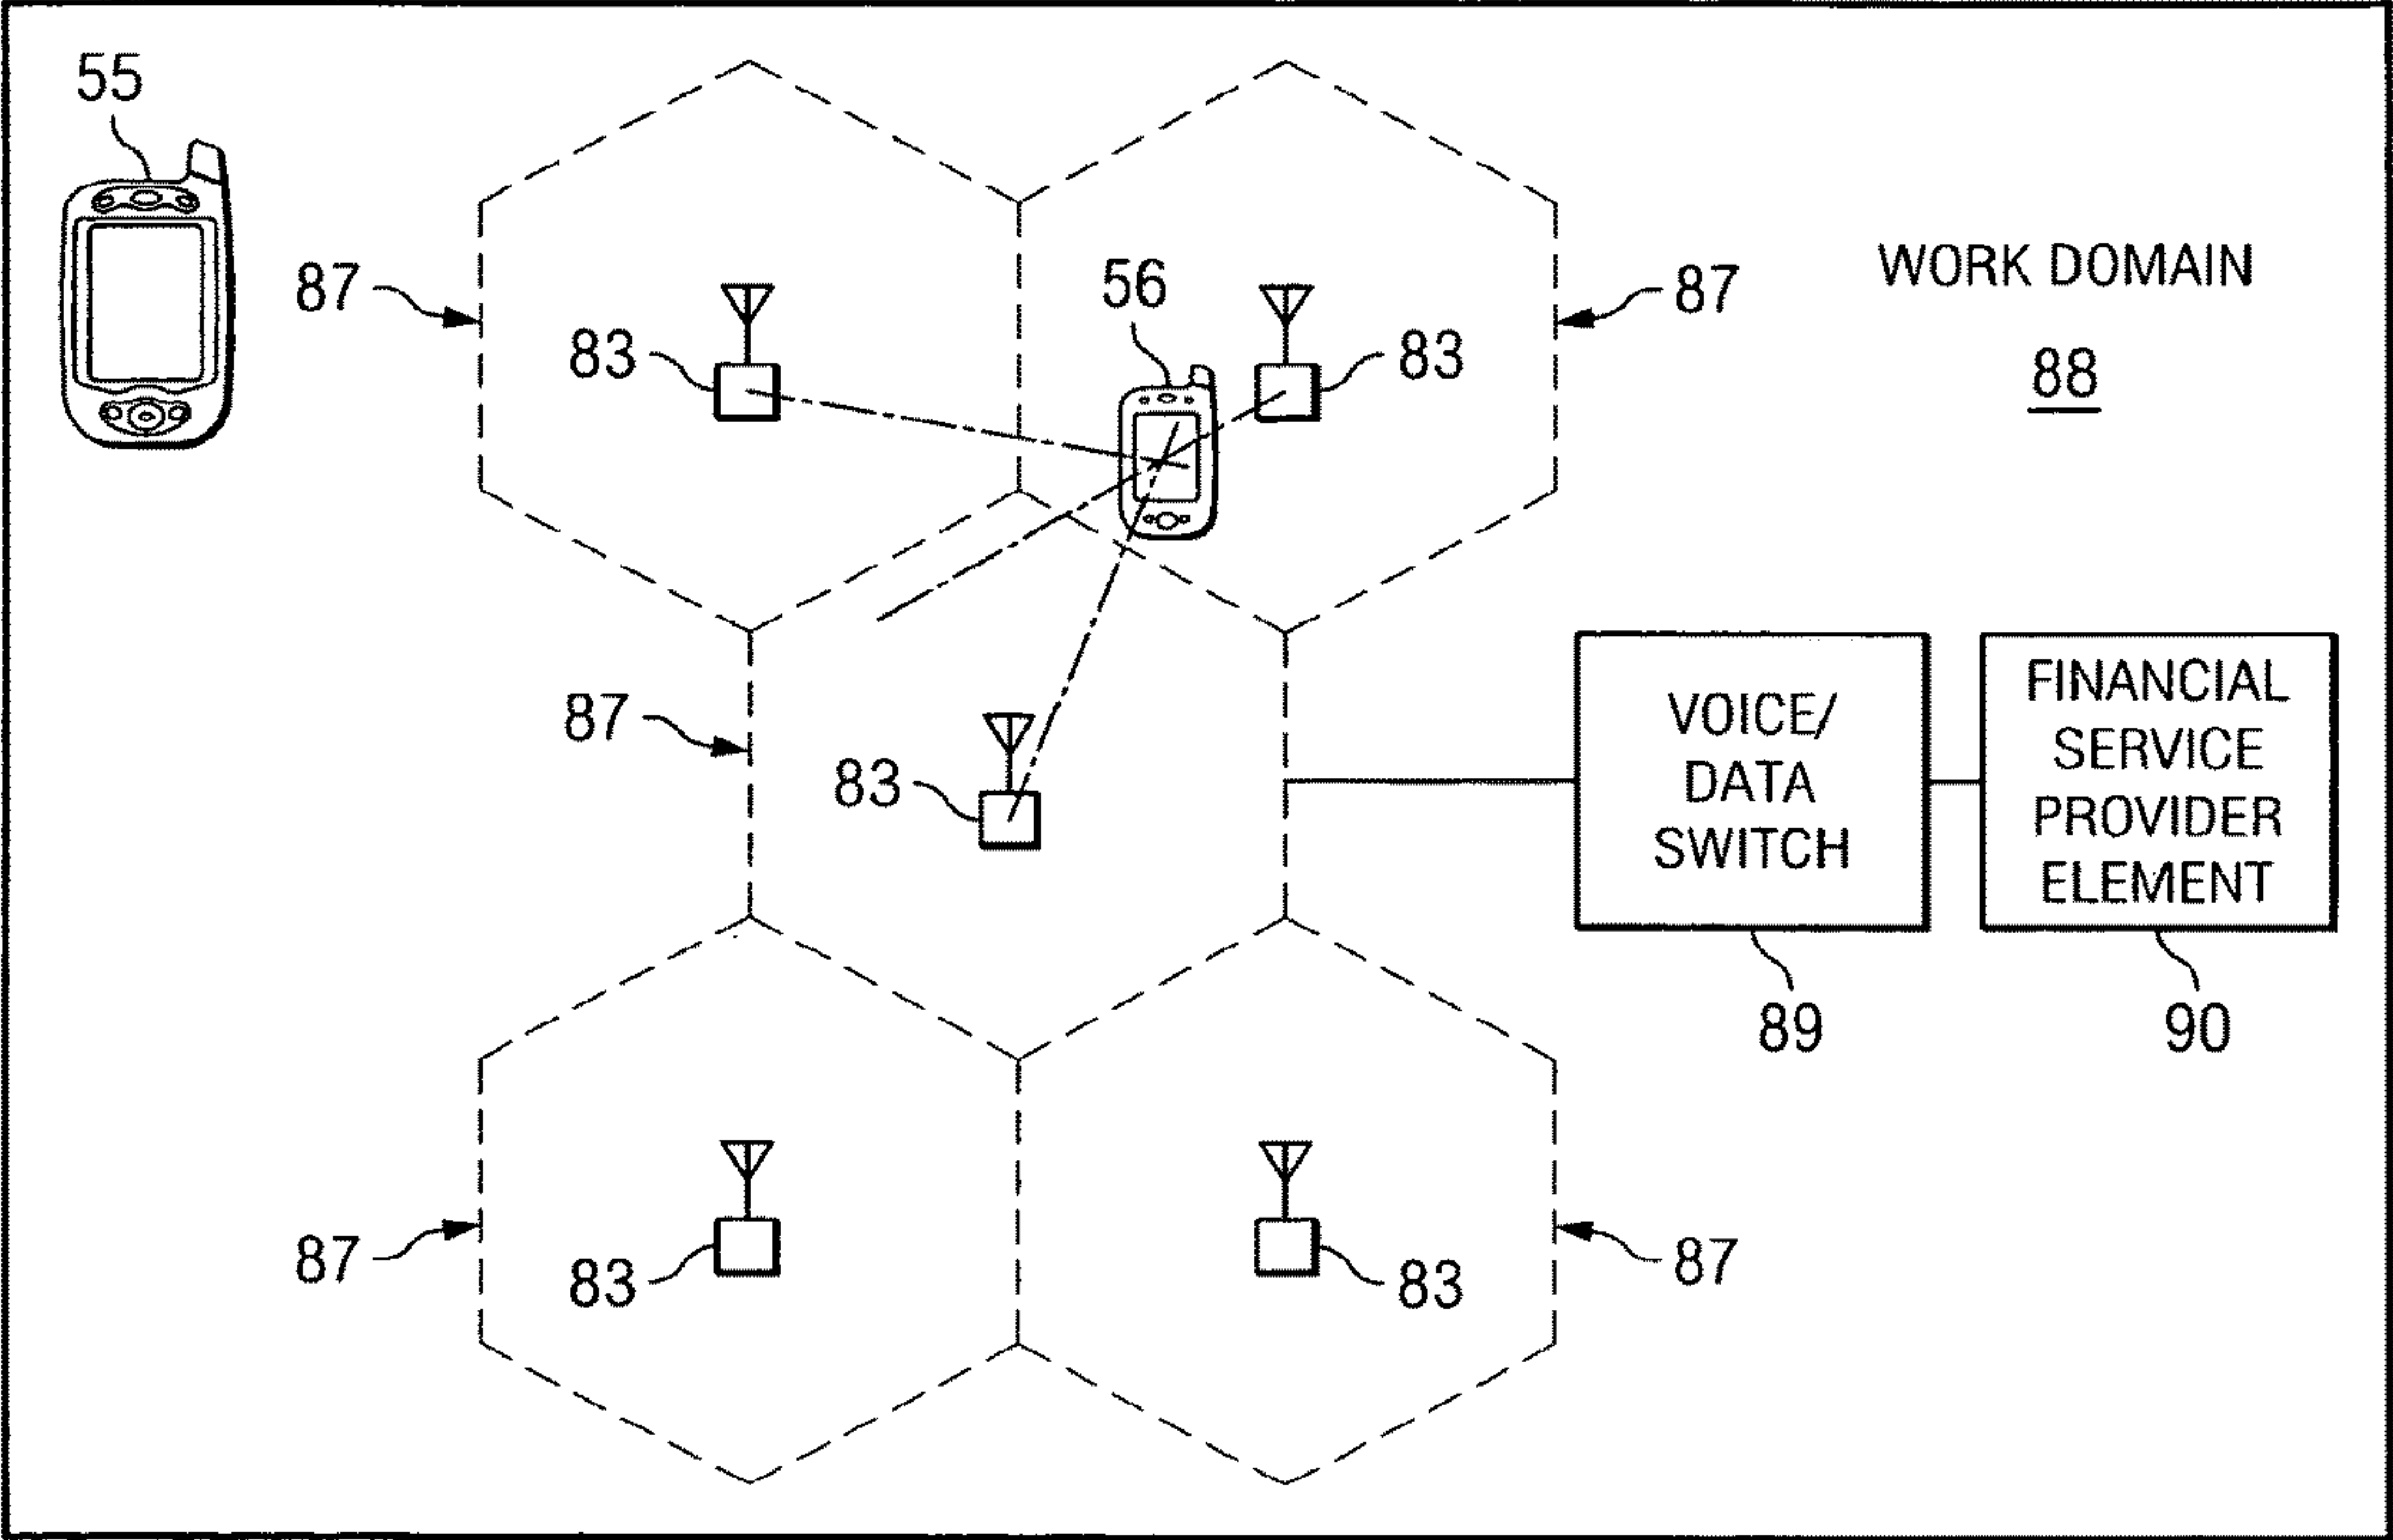 55
87
83
56
83
87
WORK DOMAIN
88
87
83
VOICE/
DATA
SWITCH
89
FINANCIAL
SERVICE
PROVIDER
ELEMENT
90
87
83
83
87